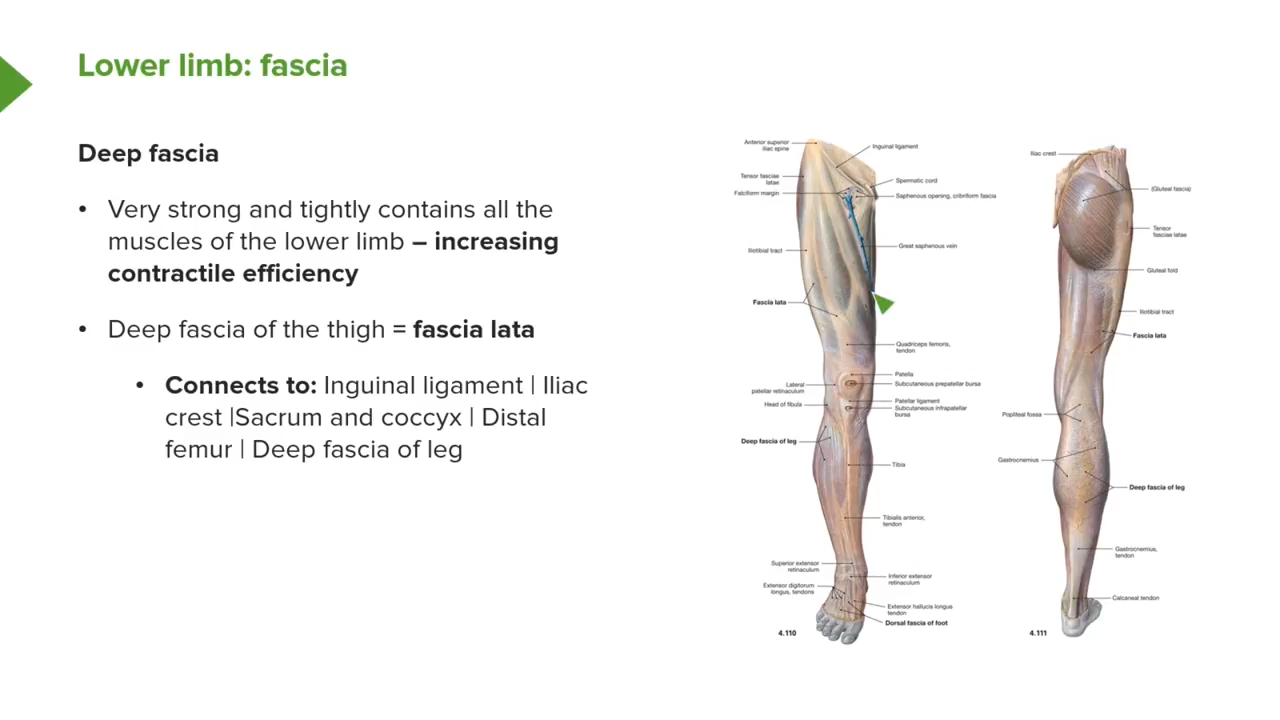 Lower limb: fascia
Deep fascia
• Very strong and tightly contains all the
muscles of the lower limb – increasing
contractile efficiency
• Deep fascia of the thigh = fascia lata
• Connects to: Inguinal ligament | Iliac
crest |Sacrum and coccyx | Distal
femur | Deep fascia of leg
Anterior superior
iliac spine
Inguinal ligament
Tensor fasciae
latae
Spermatic cord
Falciform margin
Saphenous opening, cribriform fascia
Iliotibial tract
Great saphenous vein
Fascia lata
Quadriceps femoris,
tendon
Patella
Lateral
patellar retinaculum
Subcutaneous prepatellar bursa
Head of fibula
Patellar ligament
Subcutaneous infrapatellar
bursa
Deep fascia of leg
Tibia
Tibialis anterior,
tendon
Superior extensor
retinaculum
Inferior extensor
retinaculum
Extensor digitorum
longus, tendons
Extensor hallucis longus
tendon
Dorsal fascia of foot
4.110
Iliac crest
(Gluteal fascia)
Tensor
fasciae latae
Gluteal fold
Iliotibial tract
Fascia lata
Popliteal fossa
Gastrocnemius
Deep fascia of leg
Gastrocnemius,
tendon
Calcaneal tendon
4.111